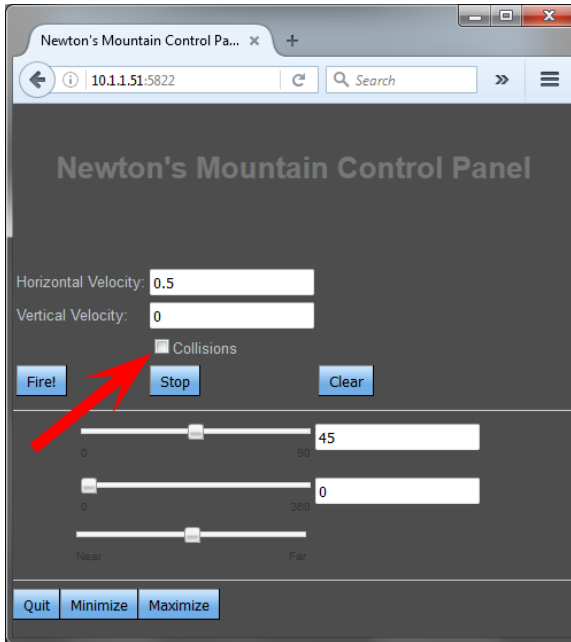 Newton's Mountain Control Pa... × +
10.1.1.51:5822 Search »
Newton's Mountain Control Panel
Horizontal Velocity: 0.5
Vertical Velocity: 0
Collisions
Fire! Stop Clear
45
0 90
0
0 360
Near Far
Quit Minimize Maximize